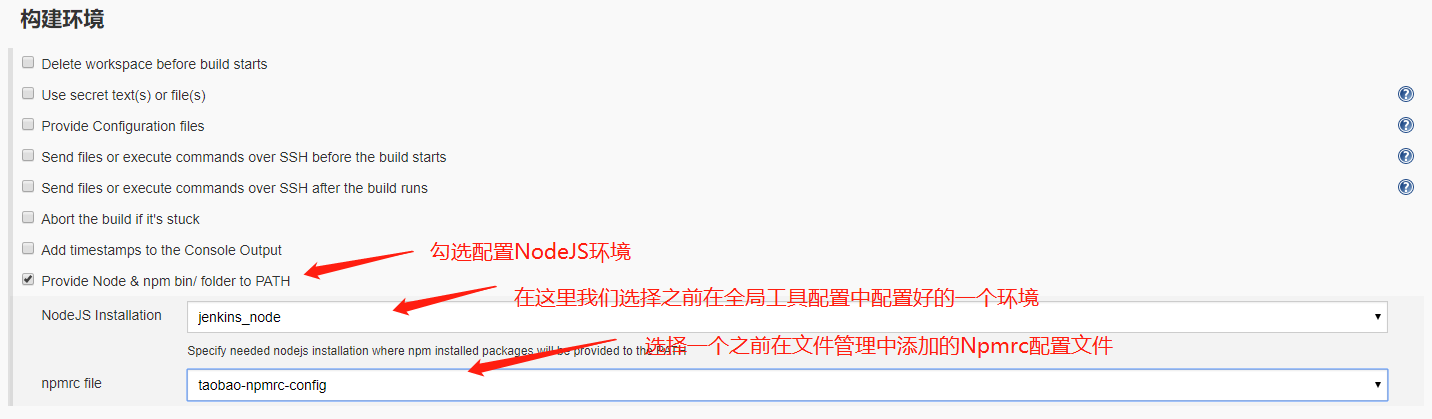 构建环境
Delete workspace before build starts
Use secret text(s) or file(s)
Provide Configuration files
Send files or execute commands over SSH before the build starts
Send files or execute commands over SSH after the build runs
Abort the build if it's stuck
Add timestamps to the Console Output
勾选配置NodeJS环境
Provide Node & npm bin/ folder to PATH
在这里我们选择之前在全局工具配置中配置好的一个环境
NodeJS Installation
jenkins_node
选择一个之前在文件管理中添加的Npmrc配置文件
Specify needed nodejs installation where npm installed packages will be provided to the PATH
npmrc file
taobao-npmrc-config